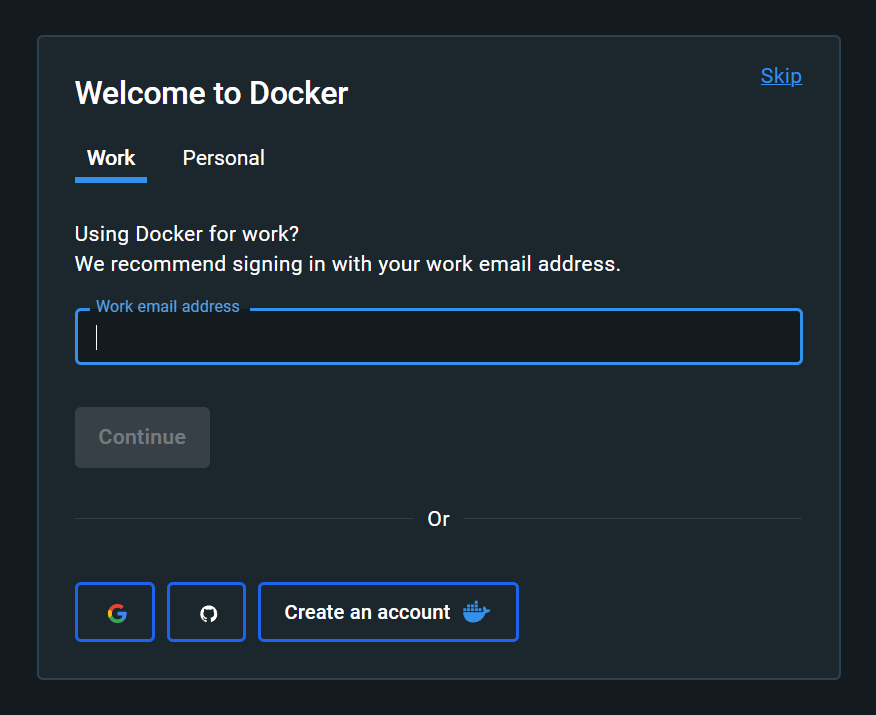 Welcome to Docker
Skip
Work
Personal
Using Docker for work?
We recommend signing in with your work email address.
Work email address
Continue
Or
Create an account